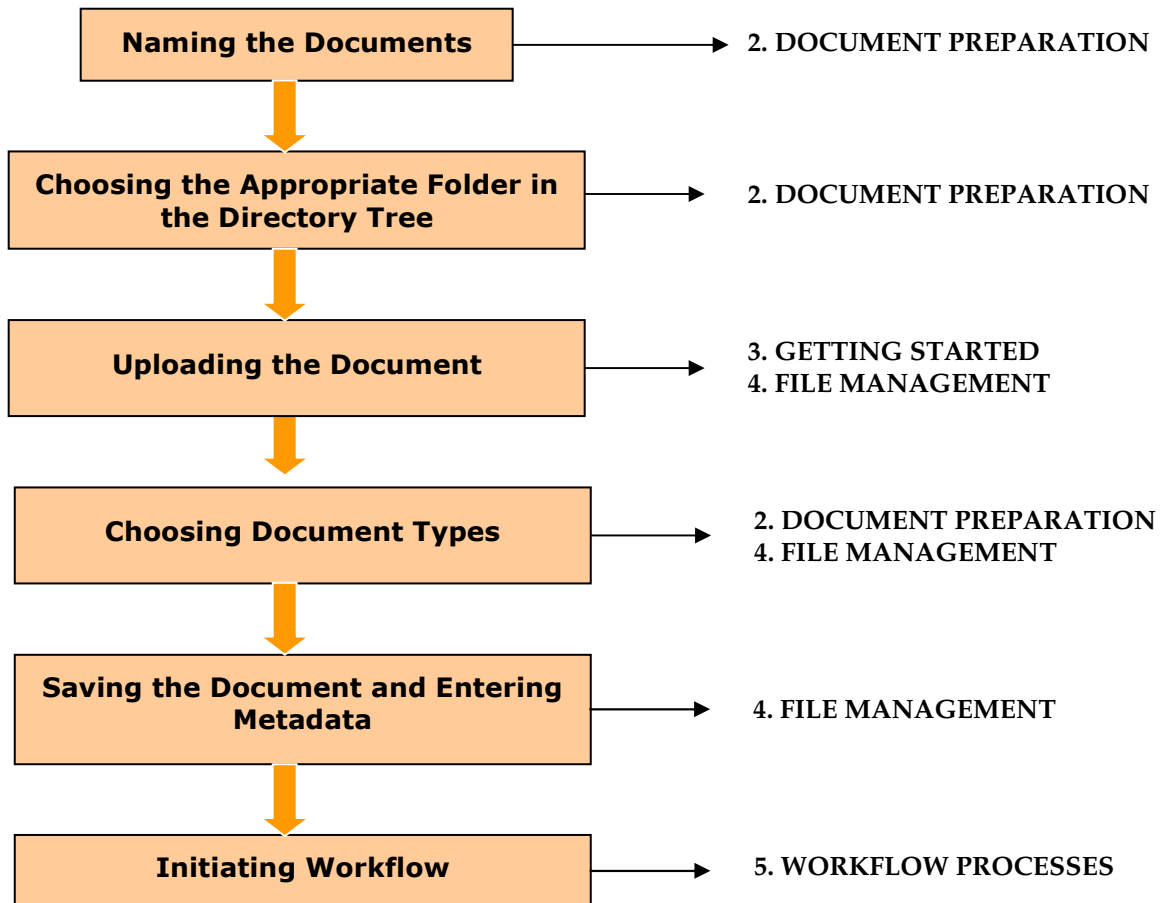 Naming the Documents
2. DOCUMENT PREPARATION
Choosing the Appropriate Folder in
the Directory Tree
2. DOCUMENT PREPARATION
Uploading the Document
3. GETTING STARTED
4. FILE MANAGEMENT
Choosing Document Types
2. DOCUMENT PREPARATION
4. FILE MANAGEMENT
Saving the Document and Entering
Metadata
4. FILE MANAGEMENT
Initiating Workflow
5. WORKFLOW PROCESSES